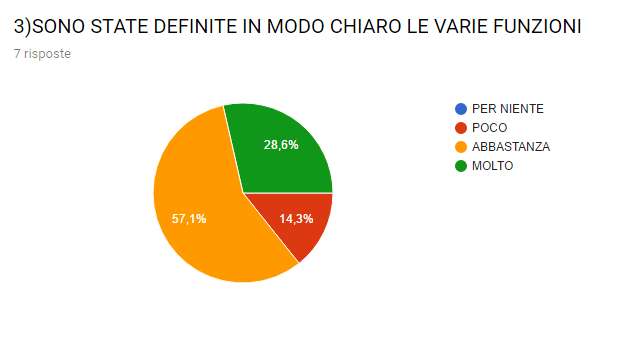 3)SONO STATE DEFINITE IN MODO CHIARO LE VARIE FUNZIONI
7 risposte
PER NIENTE
POCO
ABBASTANZA
MOLTO
28,6%
57,1%
14,3%